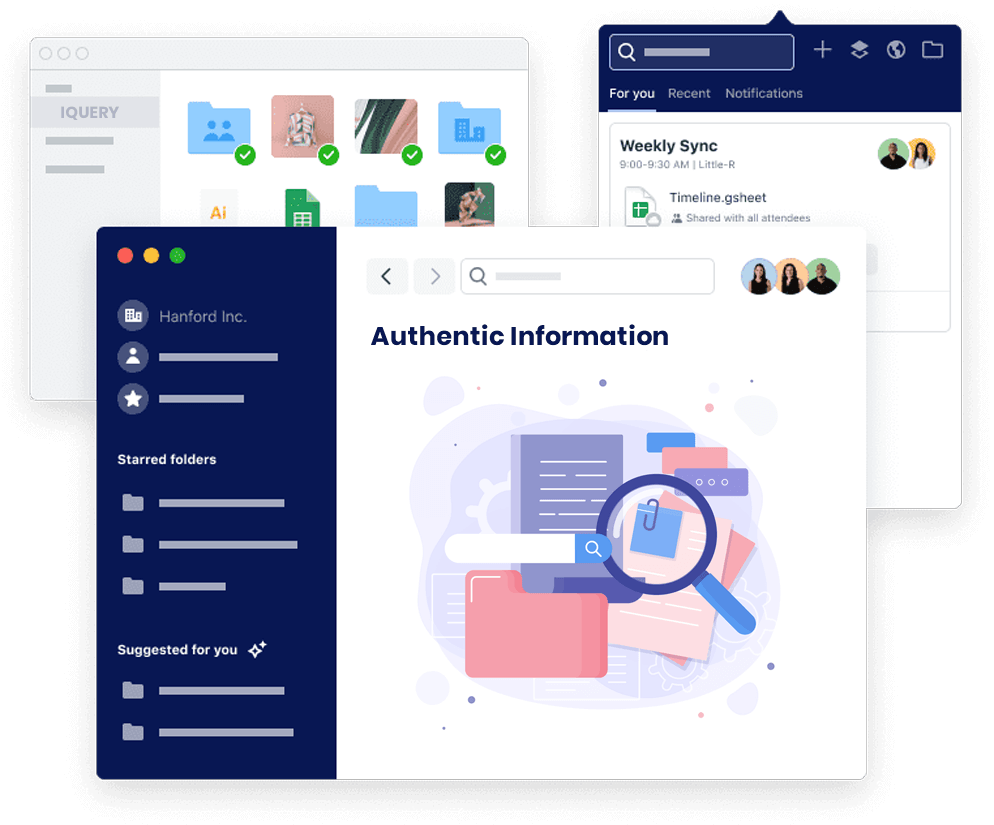 IQUERY
Ai
For you Recent Notifications
Weekly Sync
9:00-9:30 AM | Little-R
Timeline.gsheet
Shared with all attendees
Hanford Inc.
Starred folders
Suggested for you
Authentic Information